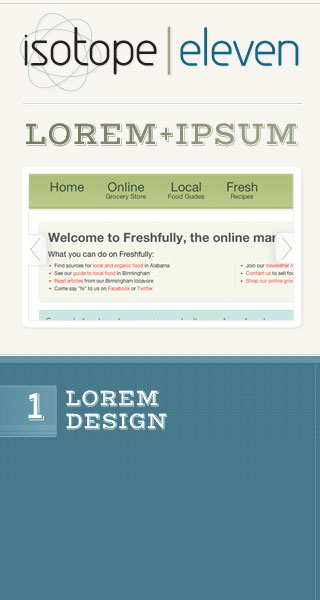 isotope | eleven
LOREM+IPSUM
Home Online Local Fresh
Grocery Store Food Guides Recipes
Welcome to Freshfully, the online mar
What you can do on Freshfully:
• Find sources for local and organic food in Alabama
• See our guide to local food in Birmingham
• Read articles from our Birmingham locavore
• Come say "hi" to us on Facebook or Twitter
• Join our newsletter
• Contact us to sell foo
• Shop our online groc
1 LOREM
DESIGN